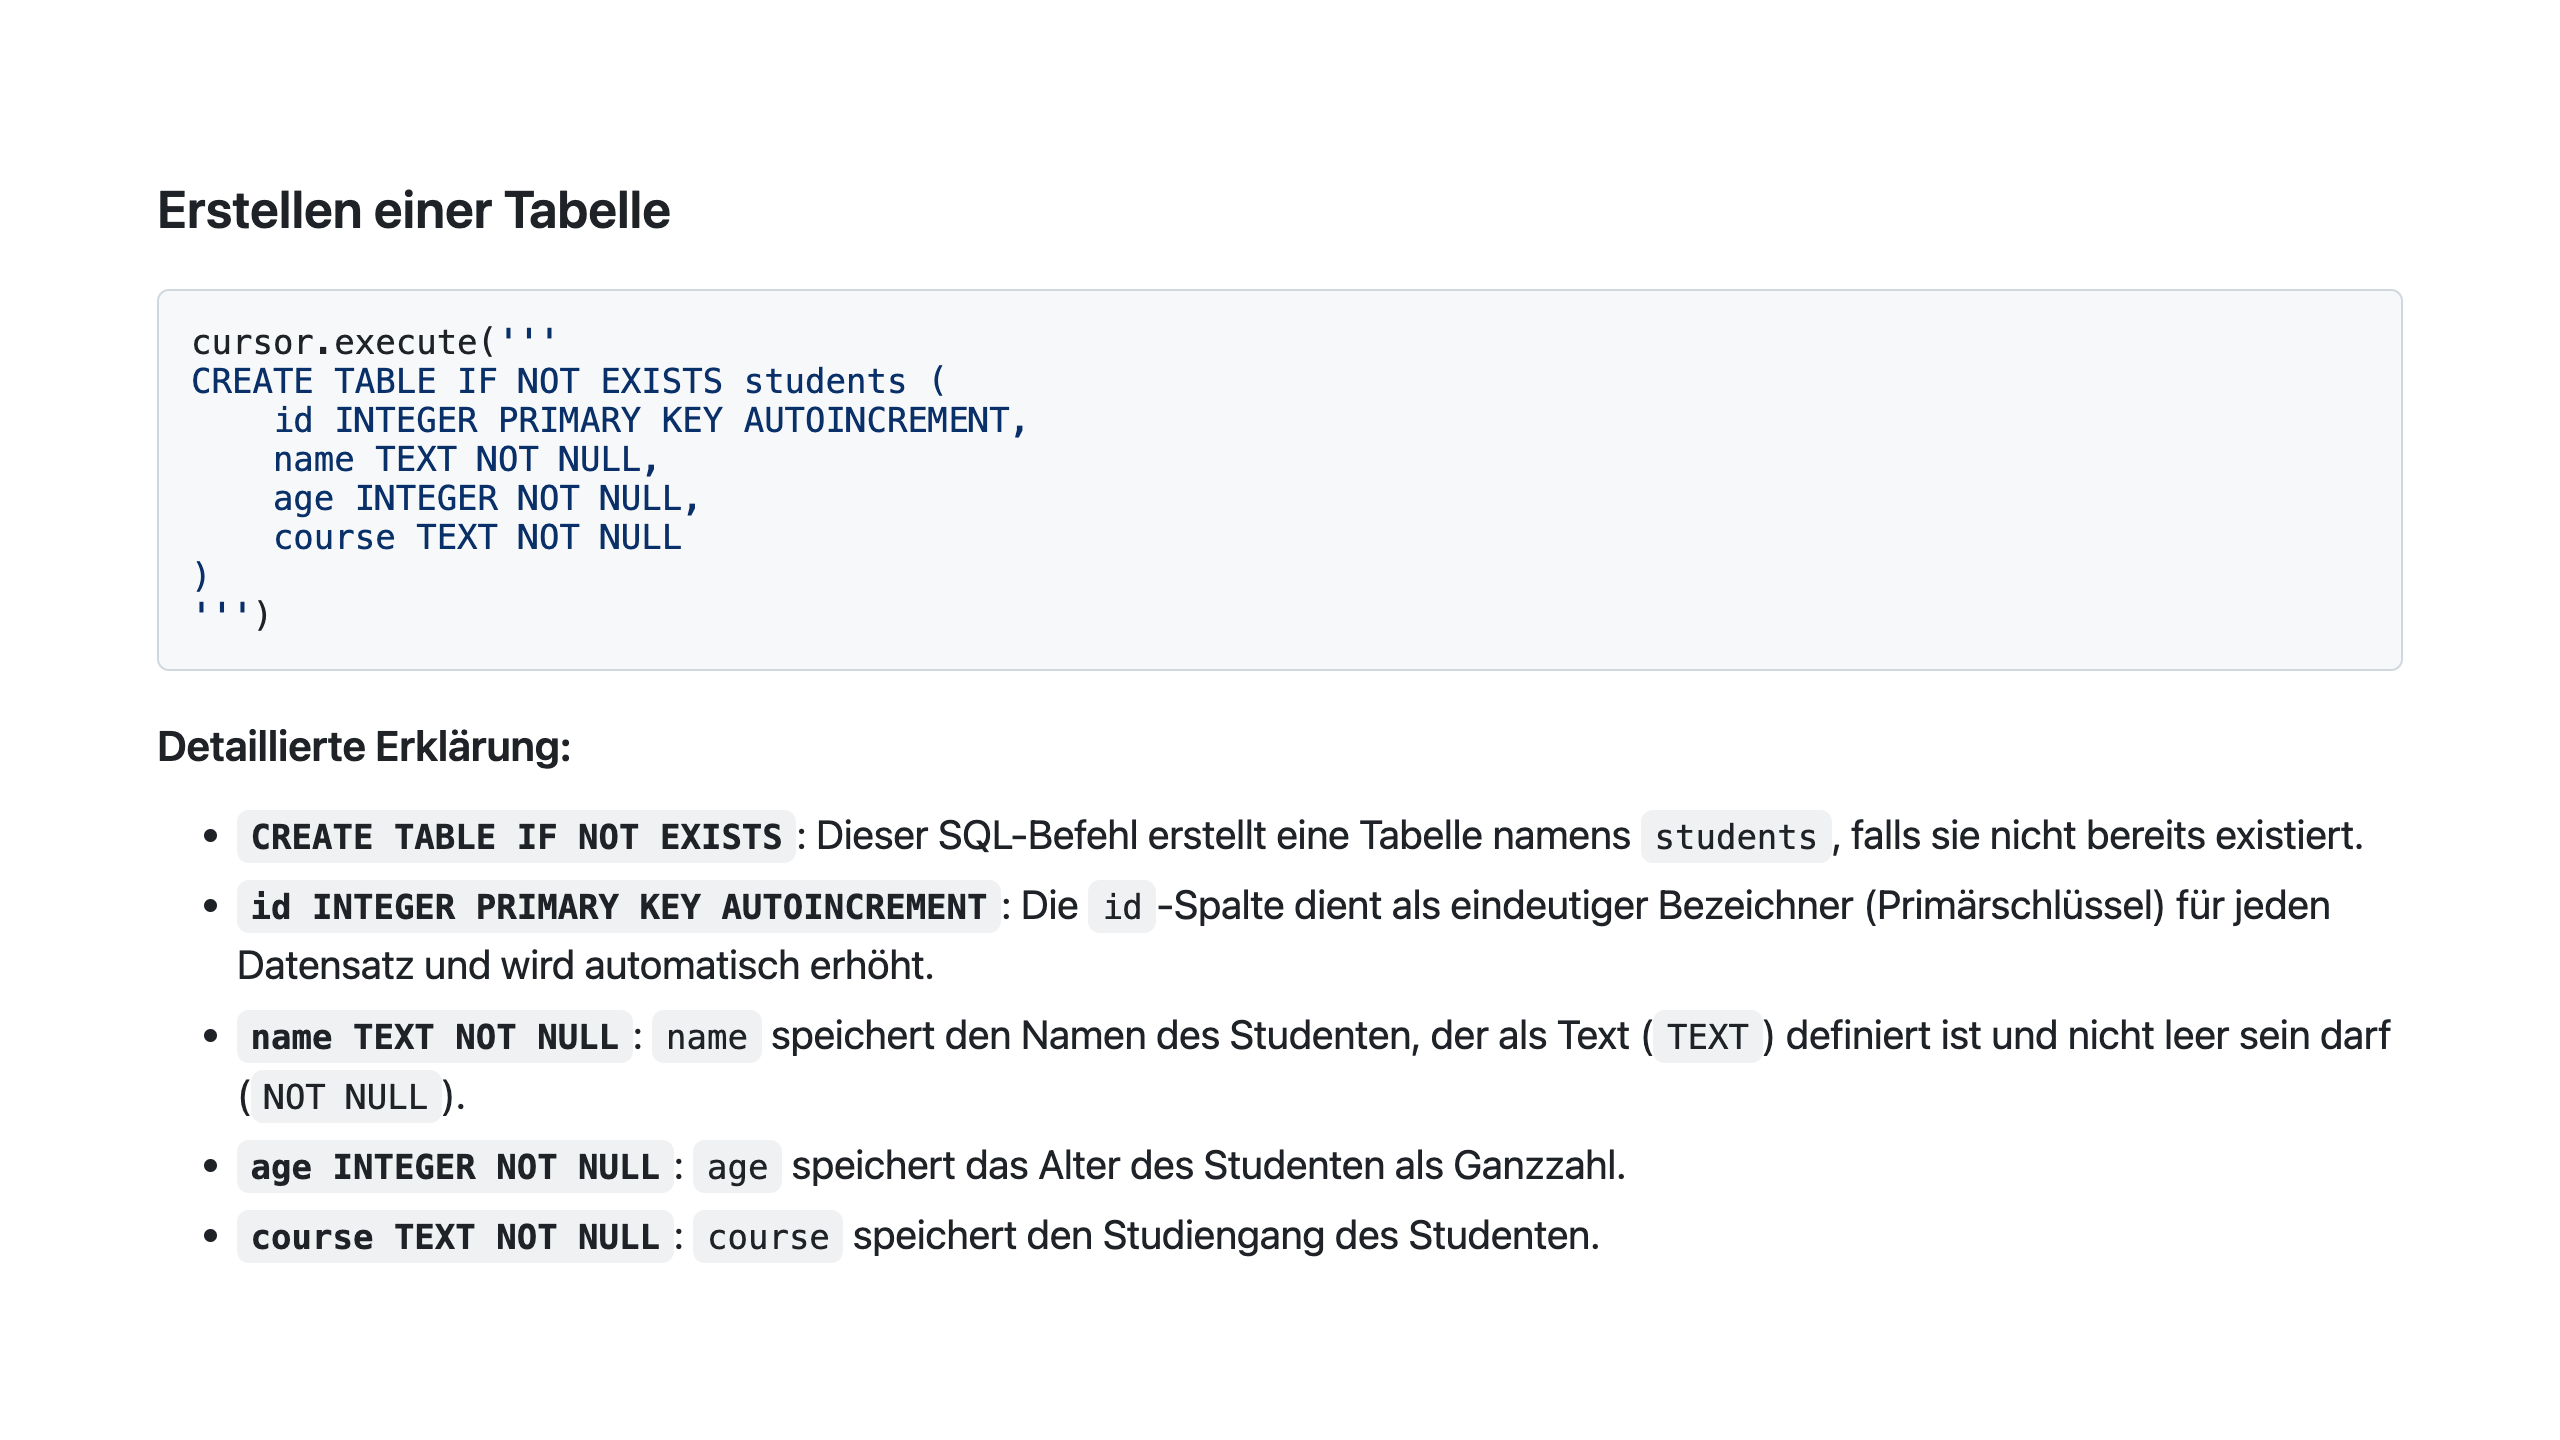 Erstellen einer Tabelle
cursor.execute('''
CREATE TABLE IF NOT EXISTS students (
    id INTEGER PRIMARY KEY AUTOINCREMENT,
    name TEXT NOT NULL,
    age INTEGER NOT NULL,
    course TEXT NOT NULL
)
''')
Detaillierte Erklärung:
• CREATE TABLE IF NOT EXISTS: Dieser SQL-Befehl erstellt eine Tabelle namens students, falls sie nicht bereits existiert.
• id INTEGER PRIMARY KEY AUTOINCREMENT: Die id-Spalte dient als eindeutiger Bezeichner (Primärschlüssel) für jeden
Datensatz und wird automatisch erhöht.
• name TEXT NOT NULL: name speichert den Namen des Studenten, der als Text (TEXT) definiert ist und nicht leer sein darf
(NOT NULL).
• age INTEGER NOT NULL: age speichert das Alter des Studenten als Ganzzahl.
• course TEXT NOT NULL: course speichert den Studiengang des Studenten.